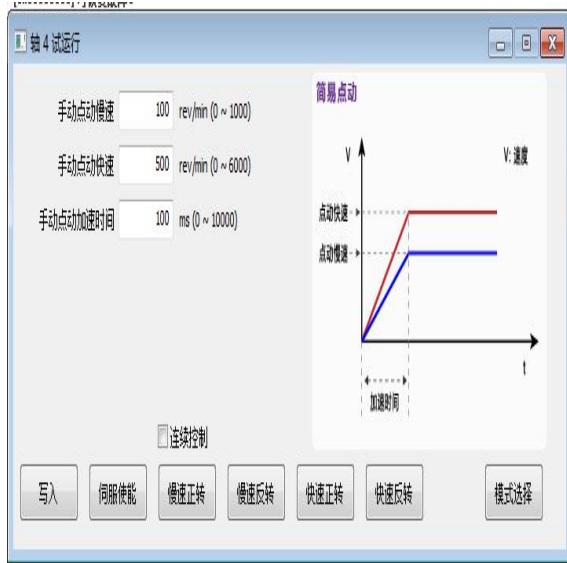 轴 4 试运行
手动点动慢速 100 rev/min (0 ~ 1000)
手动点动快速 500 rev/min (0 ~ 6000)
手动点动加速时间 100 ms (0 ~ 10000)
连续控制
简易点动
V
V: 速度
点动快速
点动慢速
t
加速时间
写入 伺服使能 慢速正转 慢速反转 快速正转 快速反转 模式选择